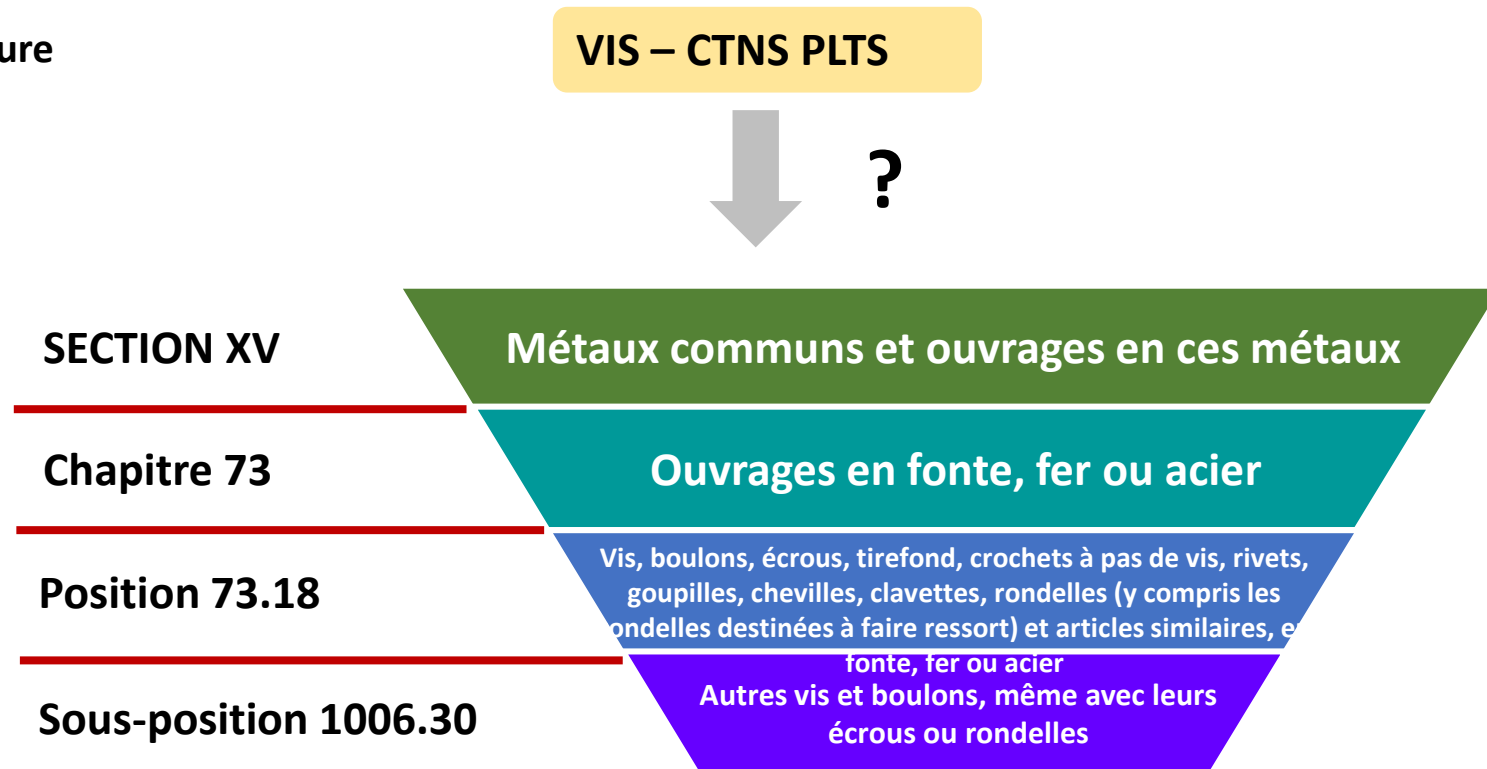 ure
VIS – CTNS PLTS
?
SECTION XV
Métaux communs et ouvrages en ces métaux
Chapitre 73
Ouvrages en fonte, fer ou acier
Position 73.18
Vis, boulons, écrous, tirefond, crochets à pas de vis, rivets,
goupilles, chevilles, clavettes, rondelles (y compris les
ondelles destinées à faire ressort) et articles similaires, e
fonte, fer ou acier
Sous-position 1006.30
Autres vis et boulons, même avec leurs
écrous ou rondelles